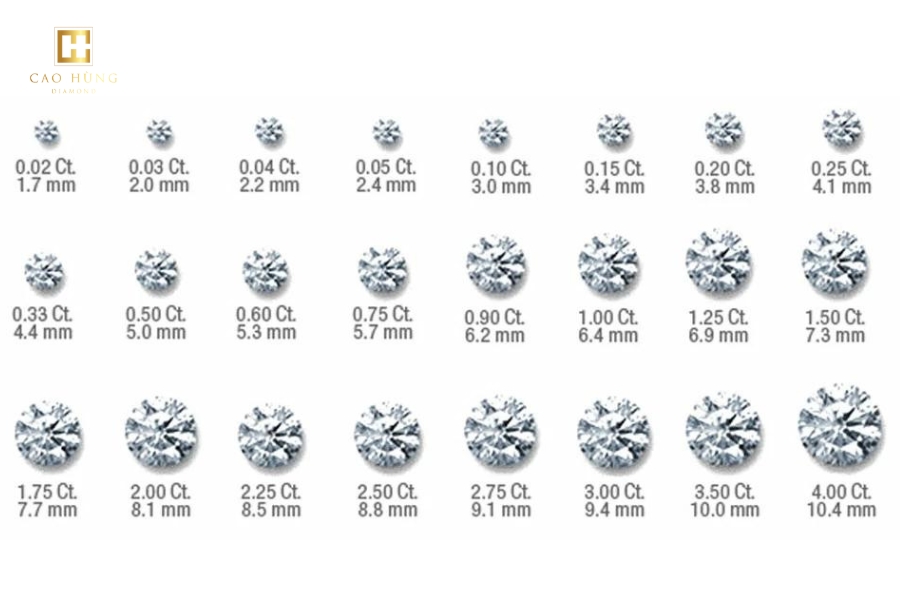 CAO HÙNG
DIAMOND
0.02 Ct. 0.03 Ct. 0.04 Ct. 0.05 Ct. 0.10 Ct. 0.15 Ct. 0.20 Ct. 0.25 Ct.
1.7 mm 2.0 mm 2.2 mm 2.4 mm 3.0 mm 3.4 mm 3.8 mm 4.1 mm
0.33 Ct. 0.50 Ct. 0.60 Ct. 0.75 Ct. 0.90 Ct. 1.00 Ct. 1.25 Ct. 1.50 Ct.
4.4 mm 5.0 mm 5.3 mm 5.7 mm 6.2 mm 6.4 mm 6.9 mm 7.3 mm
1.75 Ct. 2.00 Ct. 2.25 Ct. 2.50 Ct. 2.75 Ct. 3.00 Ct. 3.50 Ct. 4.00 Ct.
7.7 mm 8.1 mm 8.5 mm 8.8 mm 9.1 mm 9.4 mm 10.0 mm 10.4 mm